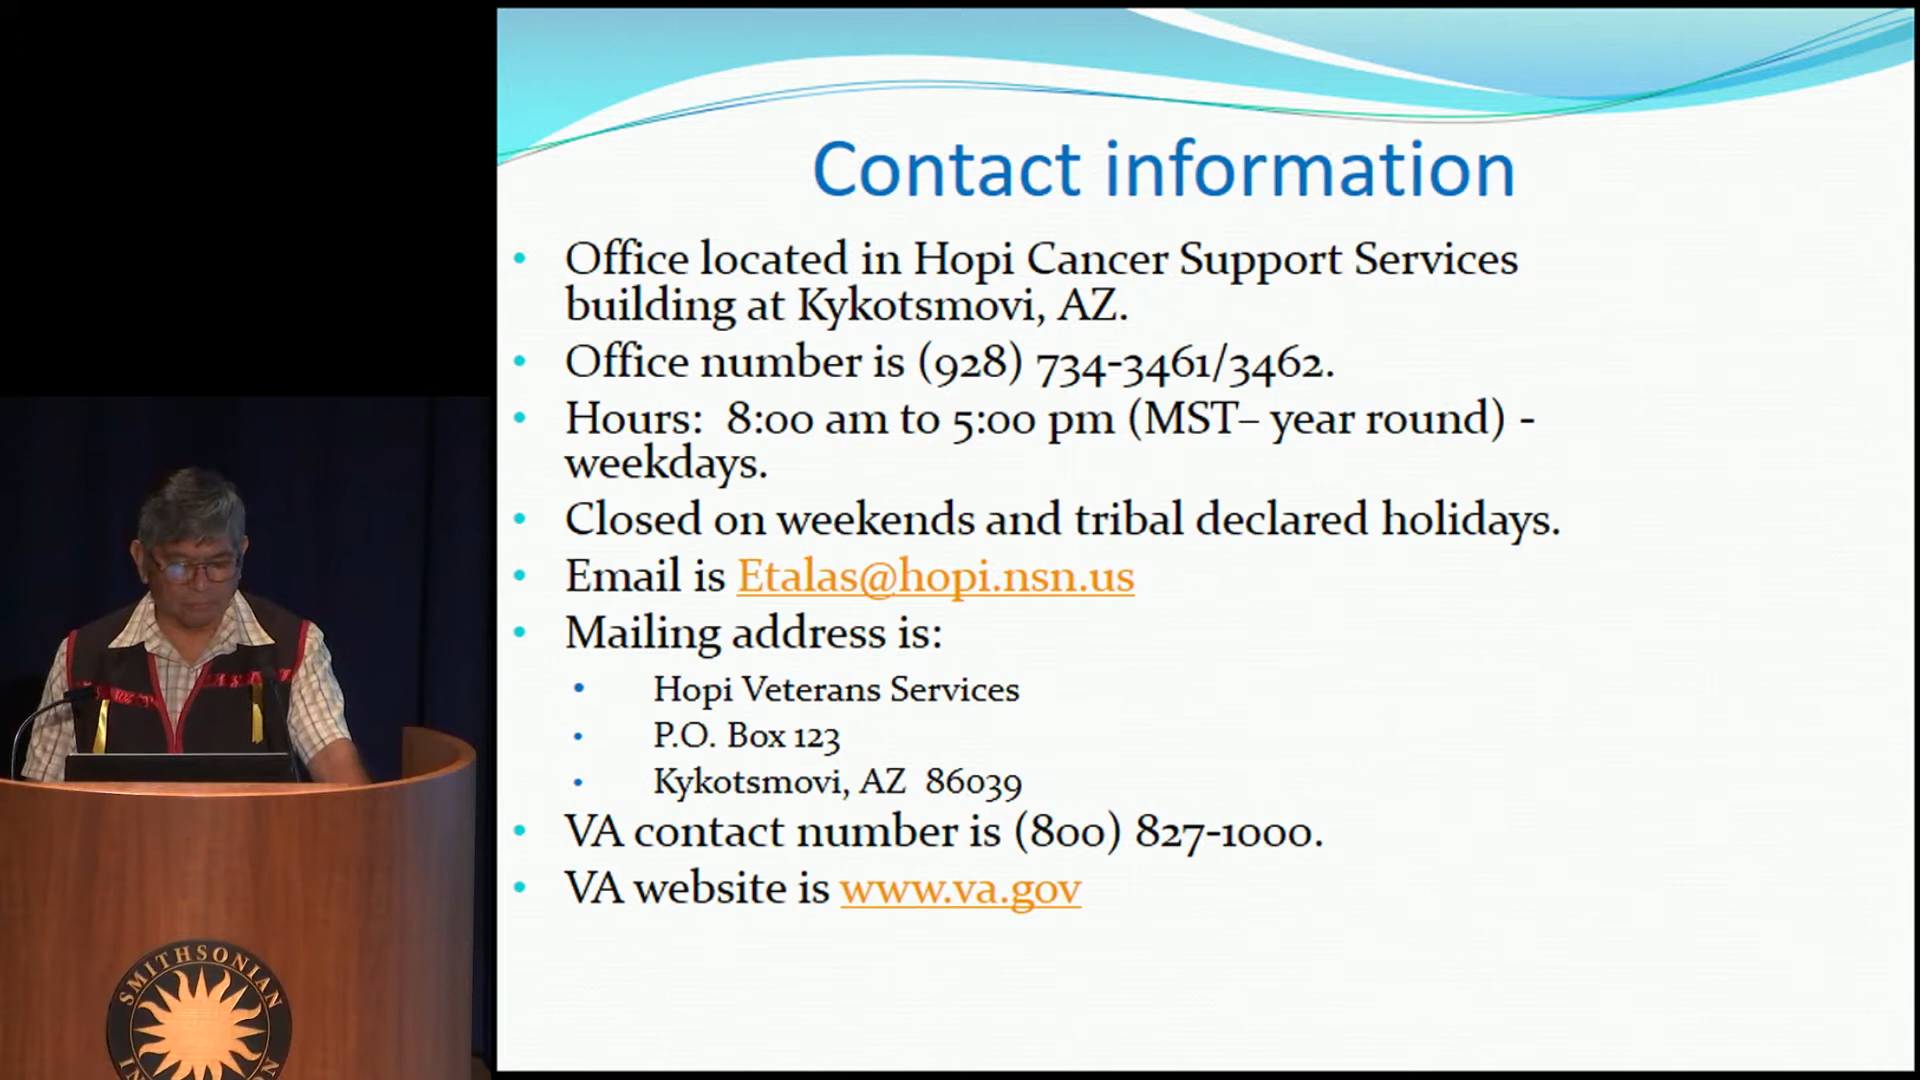 Contact information
Office located in Hopi Cancer Support Services
building at Kykotsmovi, AZ.
Office number is (928) 734-3461/3462.
Hours:  8:00 am to 5:00 pm (MST– year round) -
weekdays.
Closed on weekends and tribal declared holidays.
Email is Etalas@hopi.nsn.us
Mailing address is:
Hopi Veterans Services
P.O. Box 123
Kykotsmovi, AZ  86039
VA contact number is (800) 827-1000.
VA website is www.va.gov
SMITHSONIAN